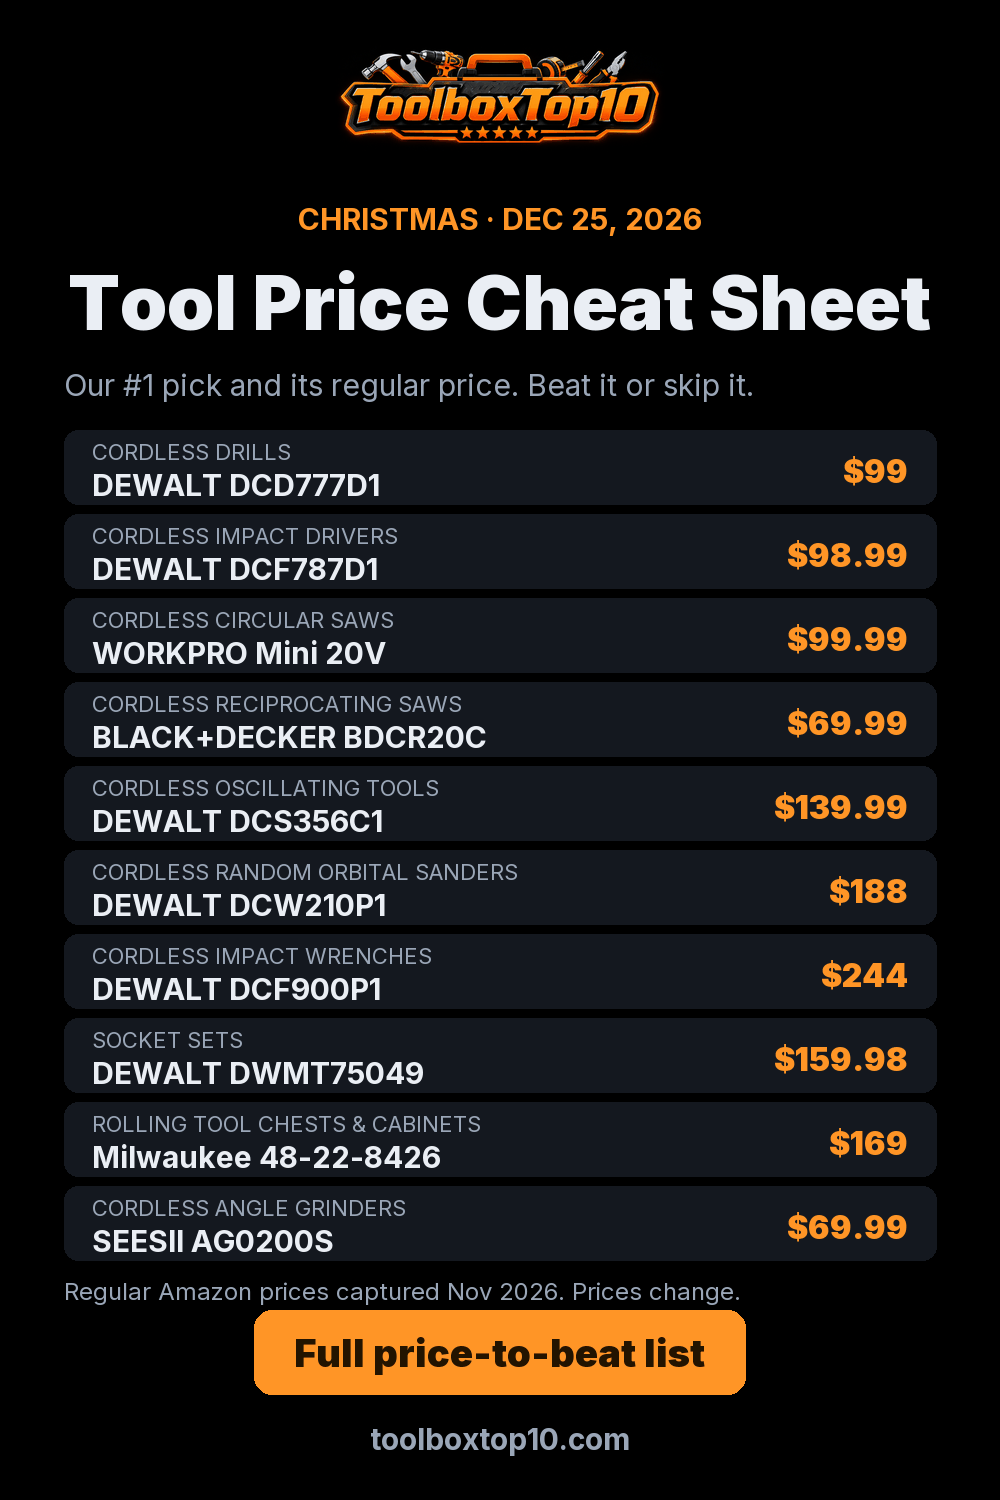 ToolboxTop10
CHRISTMAS · DEC 25, 2026
Tool Price Cheat Sheet
Our #1 pick and its regular price. Beat it or skip it.
CORDLESS DRILLS
DEWALT DCD777D1
$99
CORDLESS IMPACT DRIVERS
DEWALT DCF787D1
$98.99
CORDLESS CIRCULAR SAWS
WORKPRO Mini 20V
$99.99
CORDLESS RECIPROCATING SAWS
BLACK+DECKER BDCR20C
$69.99
CORDLESS OSCILLATING TOOLS
DEWALT DCS356C1
$139.99
CORDLESS RANDOM ORBITAL SANDERS
DEWALT DCW210P1
$188
CORDLESS IMPACT WRENCHES
DEWALT DCF900P1
$244
SOCKET SETS
DEWALT DWMT75049
$159.98
ROLLING TOOL CHESTS & CABINETS
Milwaukee 48-22-8426
$169
CORDLESS ANGLE GRINDERS
SEESII AG0200S
$69.99
Regular Amazon prices captured Nov 2026. Prices change.
Full price-to-beat list
toolboxtop10.com